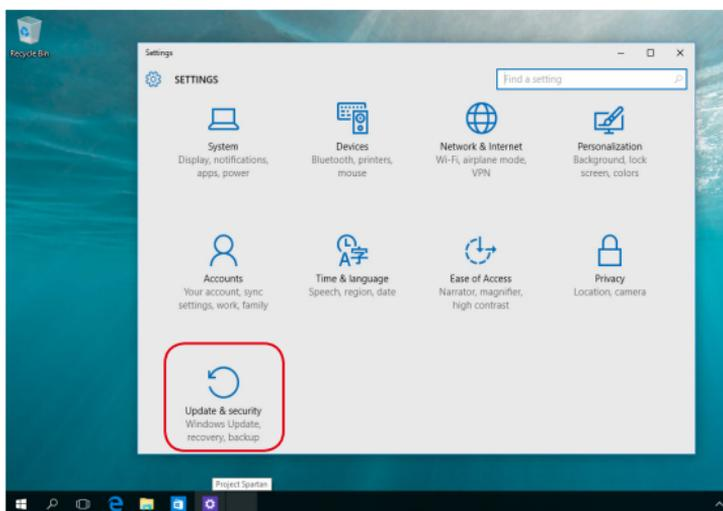 Recycle Bin
Settings
SETTINGS
Find a setting
System
Display, notifications,
apps, power
Devices
Bluetooth, printers,
mouse
Network & Internet
Wi-Fi, airplane mode,
VPN
Personalization
Background, lock
screen, colors
Accounts
Your account, sync
settings, work, family
A字
Time & language
Speech, region, date
Ease of Access
Narrator, magnifier,
high contrast
Privacy
Location, camera
Update & security
Windows Update,
recovery, backup
Project Spartan